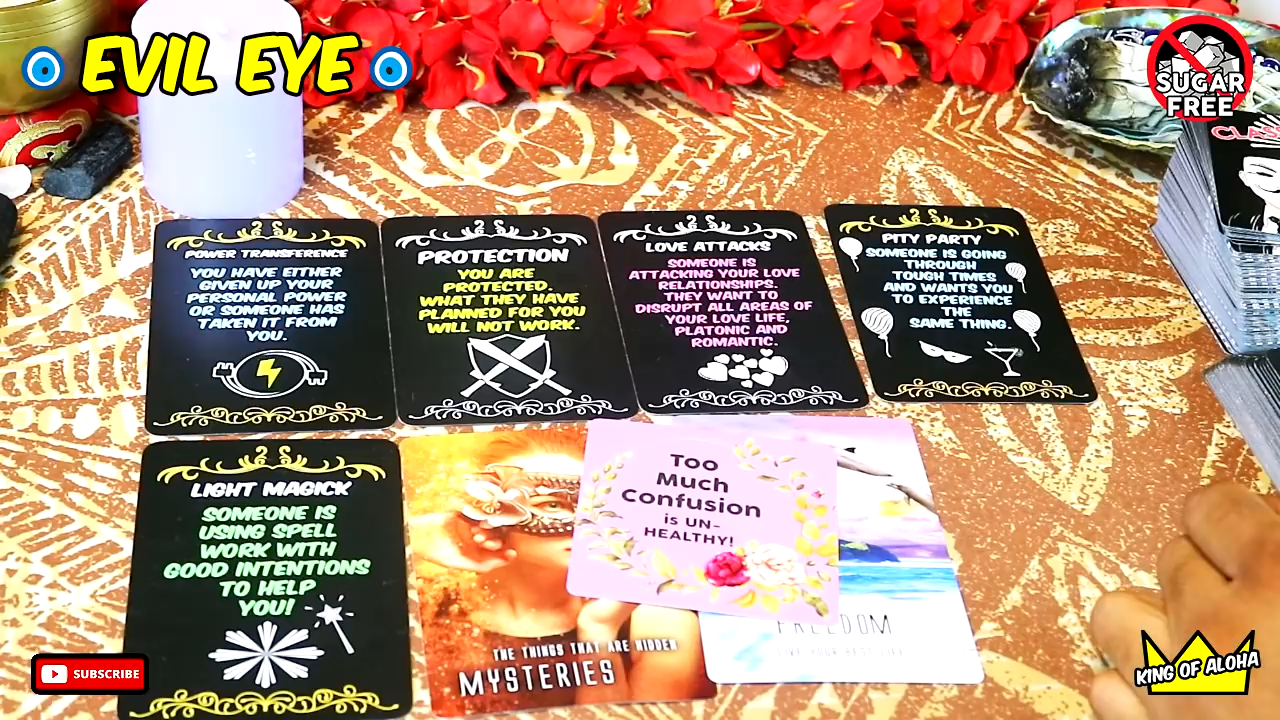 EVIL EYE
SUGAR
FREE
CLAS
POWER TRANSFERENCE
YOU HAVE EITHER
GIVEN UP YOUR
PERSONAL POWER
OR SOMEONE HAS
TAKEN IT FROM
YOU.
PROTECTION
YOU ARE
PROTECTED.
WHAT THEY HAVE
PLANNED FOR YOU
WILL NOT WORK.
LOVE ATTACKS
SOMEONE IS
ATTACKING YOUR LOVE
RELATIONSHIPS.
THEY WANT TO
DISRUPT ALL AREAS OF
YOUR LOVE LIFE.
PLATONIC AND
ROMANTIC.
PITY PARTY
SOMEONE IS GOING
THROUGH
TOUGH TIMES
AND WANTS YOU
TO EXPERIENCE
THE
SAME THING.
LIGHT MAGICK
SOMEONE IS
USING SPELL
WORK WITH
GOOD INTENTIONS
TO HELP
YOU!
THE THINGS THAT ARE HIDDEN
MYSTERIES
Too
Much
Confusion
is UN-
HEALTHY!
FREEDOM
LIVE YOUR BEST LIFE
SUBSCRIBE
KING OF ALOHA